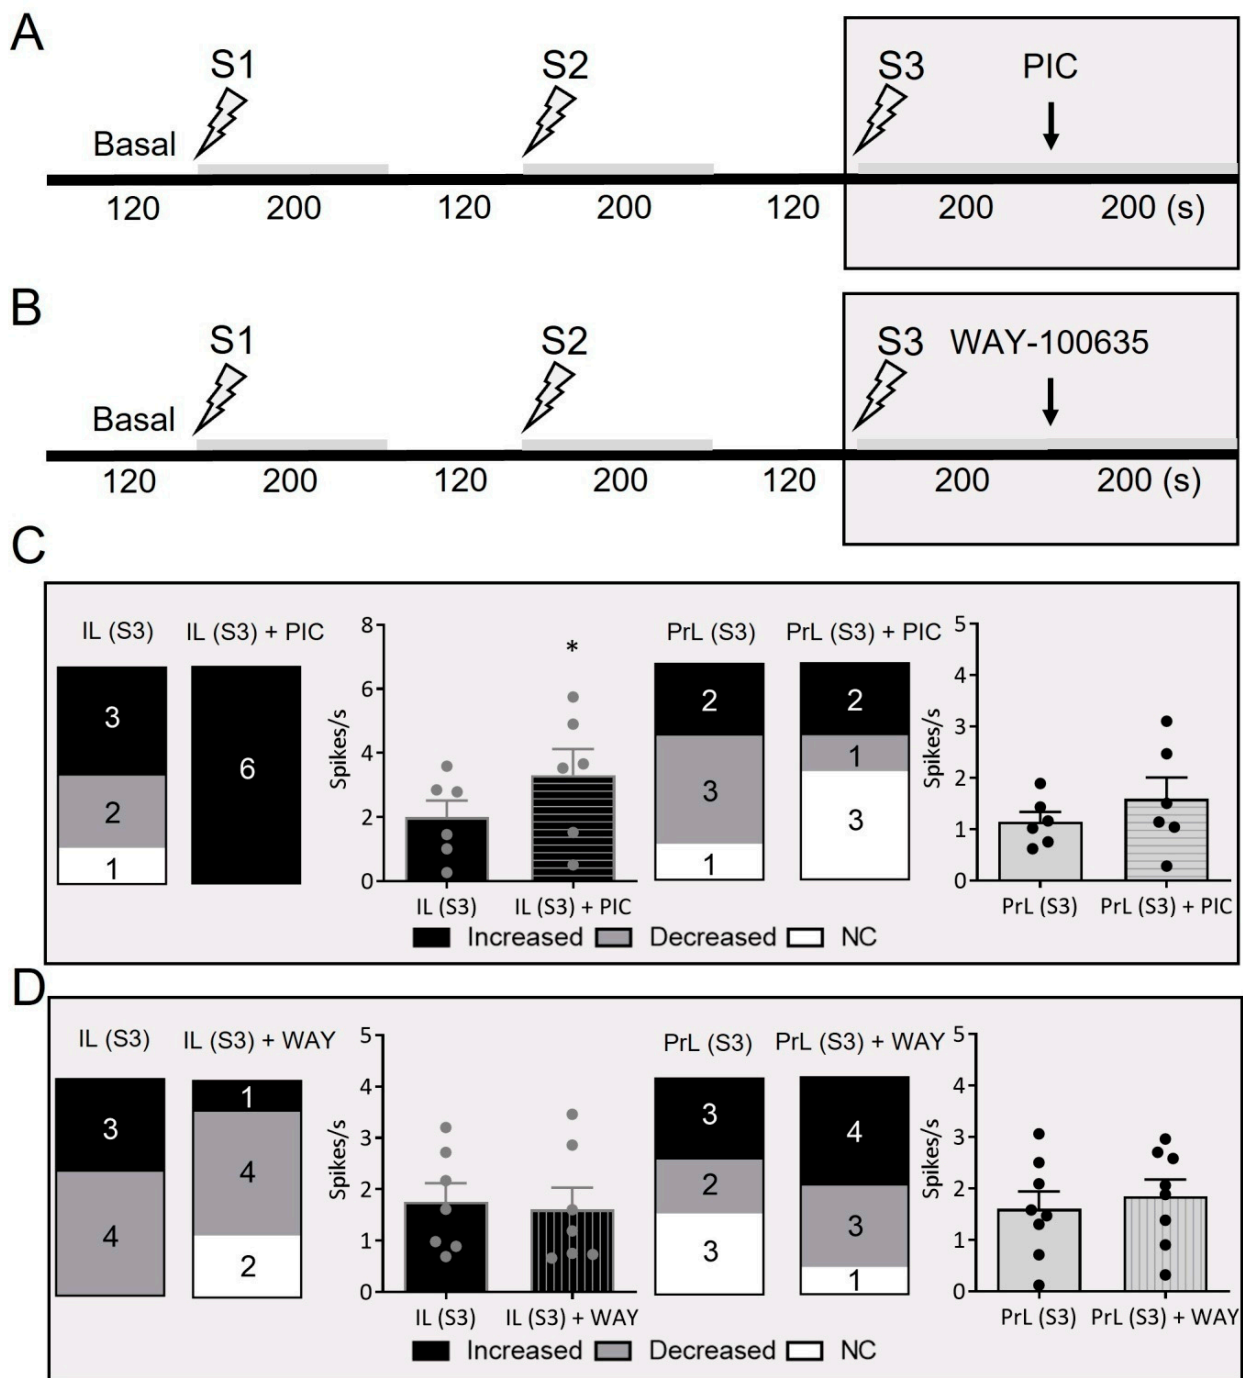 A
S1 S2 S3 PIC
Basal
120 200 120 200 120 200 200 (s)
B
S1 S2 S3 WAY-100635
Basal
120 200 120 200 120 200 200 (s)
C
IL (S3) IL (S3) + PIC
3
2
1
6
8
6
4
2
0
Spikes/s
*
IL (S3) IL (S3) + PIC
PrL (S3) PrL (S3) + PIC
2
3
1
2
1
3
5
4
3
2
1
0
Spikes/s
PrL (S3) PrL (S3) + PIC
Increased Decreased NC
D
IL (S3) IL (S3) + WAY
3
4
1
4
2
5
4
3
2
1
0
Spikes/s
IL (S3) IL (S3) + WAY
PrL (S3) PrL (S3) + WAY
3
2
3
4
3
1
5
4
3
2
1
0
Spikes/s
PrL (S3) PrL (S3) + WAY
Increased Decreased NC